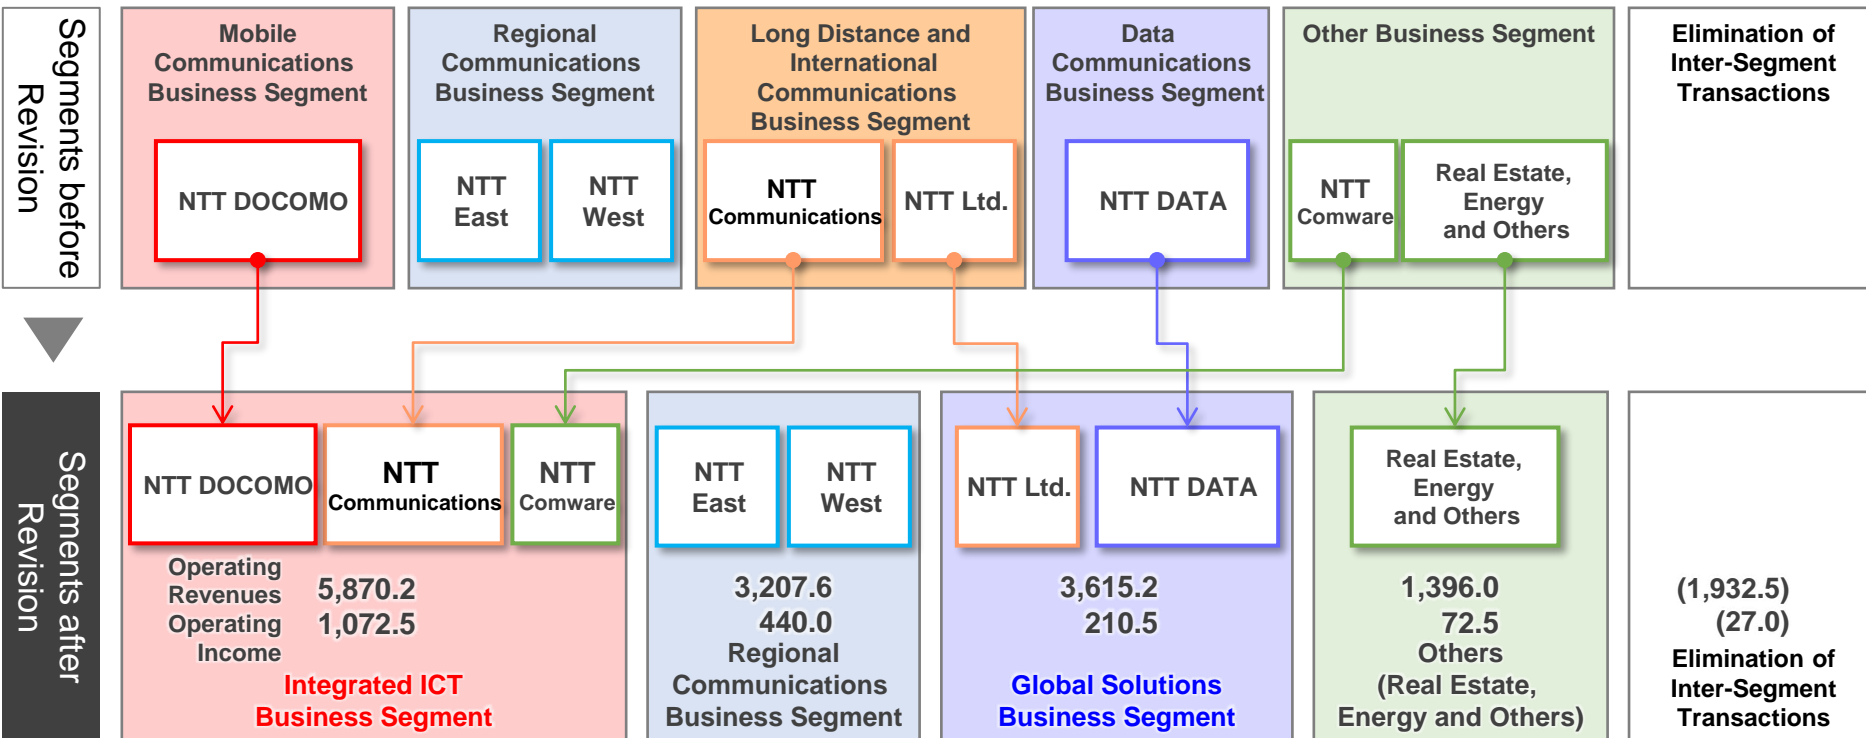 Segments before
Revision
Mobile
Communications
Business Segment
NTT DOCOMO
Regional
Communications
Business Segment
NTT
East
NTT
West
Long Distance and
International
Communications
Business Segment
NTT
Communications
NTT Ltd.
Data
Communications
Business Segment
NTT DATA
Other Business Segment
NTT
Comware
Real Estate,
Energy
and Others
Elimination of
Inter-Segment
Transactions
Segments after
Revision
NTT DOCOMO
NTT
Communications
NTT
Comware
Operating
Revenues
5,870.2
Operating
Income
1,072.5
Integrated ICT
Business Segment
NTT
East
NTT
West
3,207.6
440.0
Regional
Communications
Business Segment
NTT Ltd.
NTT DATA
3,615.2
210.5
Global Solutions
Business Segment
Real Estate,
Energy
and Others
1,396.0
72.5
Others
(Real Estate,
Energy and Others)
(1,932.5)
(27.0)
Elimination of
Inter-Segment
Transactions